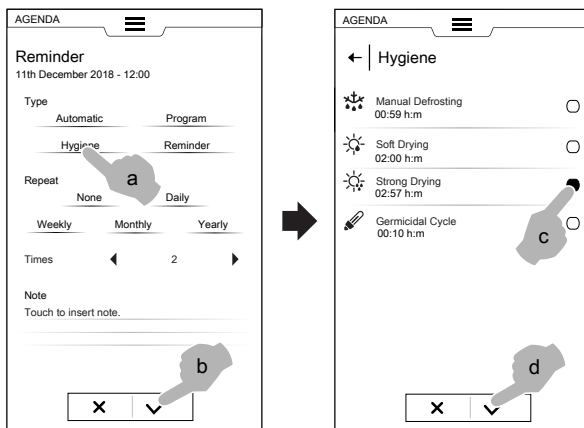 AGENDA
Reminder
11th December 2018 - 12:00
Type
Automatic Program
Hygiene Reminder
a
Repeat
None Daily
Weekly Monthly Yearly
Times 2
Note
Touch to insert note.
b
AGENDA
Hygiene
Manual Defrosting
00:59 h:m
Soft Drying
02:00 h:m
Strong Drying
02:57 h:m
Germicidal Cycle
00:10 h:m
c
d